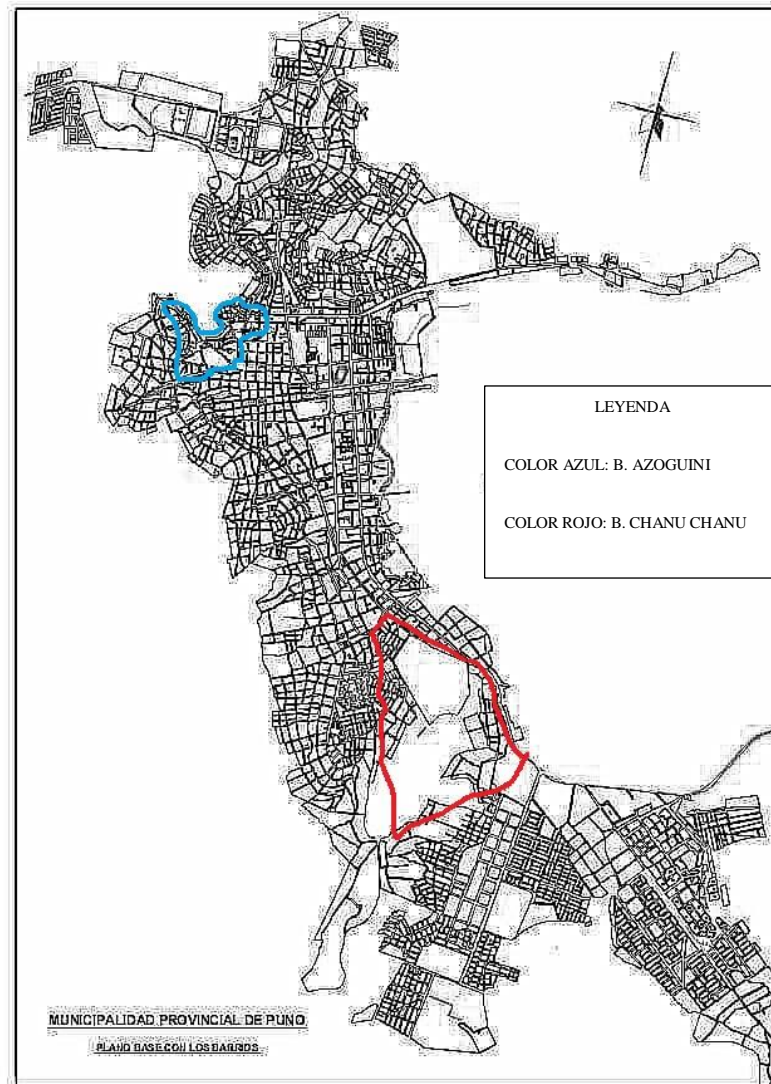 LEYENDA
COLOR AZUL: B. AZOGUINI
COLOR ROJO: B. CHANU CHANU
MUNICIPALIDAD PROVINCIAL DE PUNO
PLANO BASE CON LOS BARRIOS